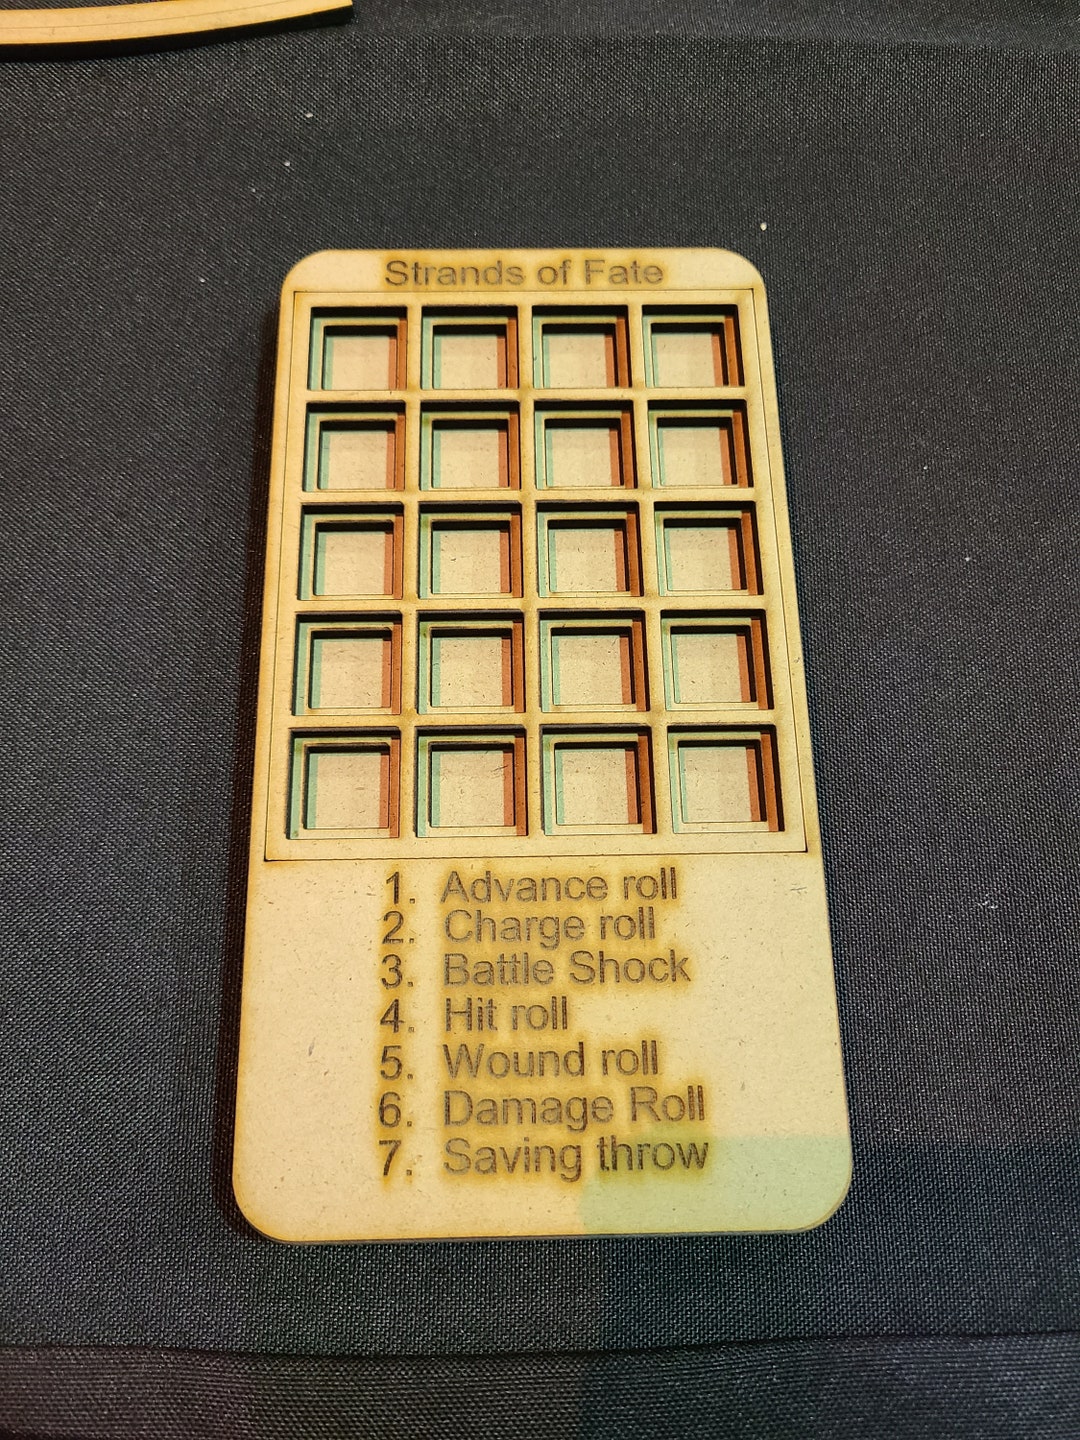 Strands of Fate
1. Advance roll
2. Charge roll
3. Battle Shock
4. Hit roll
5. Wound roll
6. Damage Roll
7. Saving throw